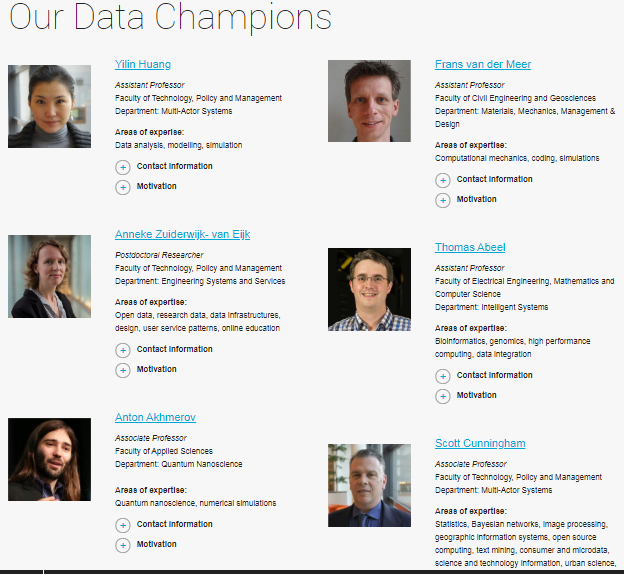 Our Data Champions
Yilin Huang
Assistant Professor
Faculty of Technology, Policy and Management
Department: Multi-Actor Systems
Areas of expertise:
Data analysis, modelling, simulation
Contact Information
Motivation
Anneke Zuiderwijk- van Eijk
Postdoctoral Researcher
Faculty of Technology, Policy and Management
Department: Engineering Systems and Services
Areas of expertise:
Open data, research data, data infrastructures,
design, user service patterns, online education
Contact Information
Motivation
Anton Akhmerov
Associate Professor
Faculty of Applied Sciences
Department: Quantum Nanoscience
Areas of expertise:
Quantum nanoscience, numerical simulations
Contact Information
Motivation
Frans van der Meer
Assistant Professor
Faculty of Civil Engineering and Geosciences
Department: Materials, Mechanics, Management &
Design
Areas of expertise:
Computational mechanics, coding, simulations
Contact Information
Motivation
Thomas Abeel
Assistant Professor
Faculty of Electrical Engineering, Mathematics and
Computer Science
Department: Intelligent Systems
Areas of expertise:
Bioinformatics, genomics, high performance
computing, data integration
Contact Information
Motivation
Scott Cunningham
Associate Professor
Faculty of Technology, Policy and Management
Department: Multi-Actor Systems
Areas of expertise:
Statistics, Bayesian networks, image processing,
geographic information systems, open source
computing, text mining, consumer and microdata,
science and technology information, urban science,